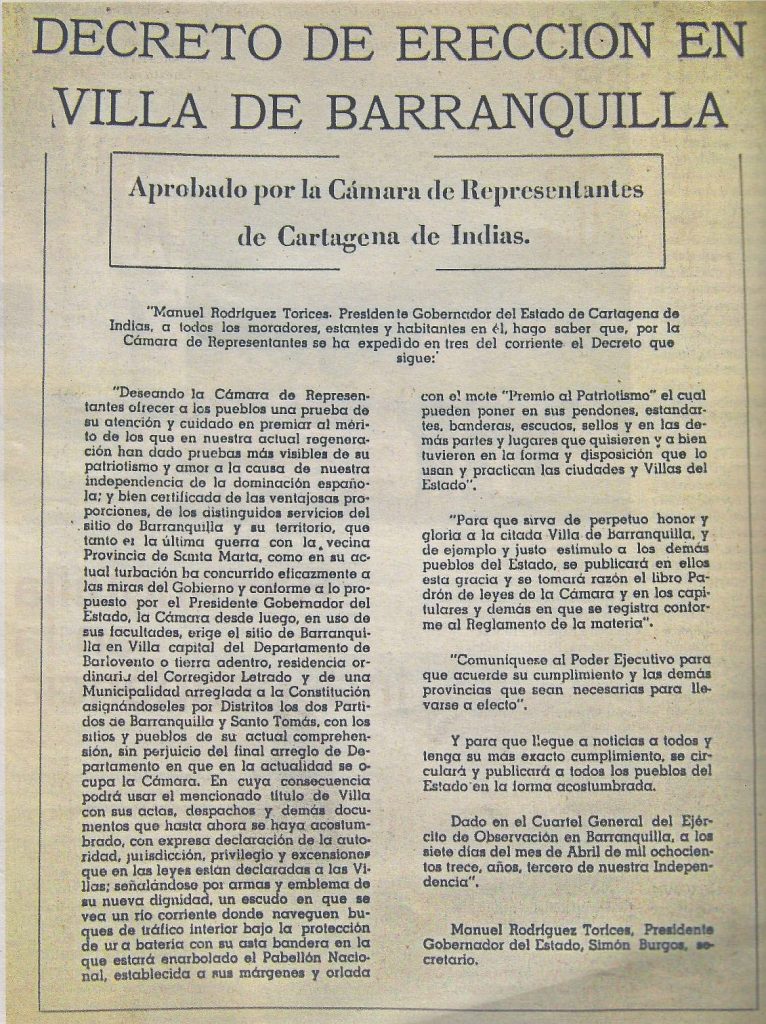 DECRETO DE ERECCION EN
VILLA DE BARRANQUILLA
Aprobado por la Cámara de Representantes
de Cartagena de Indias.
"Manuel Rodríguez Torices. Presidente Gobernador del Estado de Cartagena de
Indias, a todos los moradores, estantes y habitantes en él, hago saber que, por la
Cámara de Representantes se ha expedido en tres del corriente el Decreto que
sigue:
"Deseando la Cámara de Represen-
tantes ofrecer a los pueblos una prueba de
su atención y cuidado en premiar al méri-
to de los que en nuestra actual regenera-
ción han dado pruebas más visibles de su
patriotismo y amor a la causa de nuestra
independencia de la dominación españo-
la; y bien certificada de las ventajosas pro-
porciones, de los distinguidos servicios del
sitio de Barranquilla y su territorio, que
tanto en la última guerra con la vecina
Provincia de Santa Marta, como en su ac-
tual turbación ha concurrido eficazmente a
las miras del Gobierno y conforme a lo pro-
puesto por el Presidente Gobernador del
Estado, la Cámara desde luego, en uso de
sus facultades, erige el sitio de Barranqui-
lla en Villa capital del Departamento de
Barlovento o tierra adentro, residencia or-
dinaria del Corregidor Letrado y de una
Municipalidad arreglada a la Constitución
asignándoseles por Distritos los dos Parti-
dos de Barranquilla y Santo Tomás, con los
sitios y pueblos de su actual comprehen-
sión, sin perjuicio del final arreglo de De-
partamento en que en la actualidad se o-
cupa la Cámara. En cuya consecuencia
podrá usar el mencionado título de Villa
con sus actas, despachos y demás docu-
mentos que hasta ahora se haya acostum-
brado, con expresa declaración de la auto-
ridad, jurisdicción, privilegio y excensiones
que en las leyes están declaradas a las Vi-
llas; señalándose por armas y emblema de
su nueva dignidad, un escudo en que se
vea un río corriente donde naveguen bu-
ques de tráfico interior bajo la protección
de una batería con su asta bandera en la
que estará enarbolado el Pabellón Nacio-
nal, establecida a sus márgenes y orlada
con el mote "Premio al Patriotismo" el cual
pueden poner en sus pendones, estandar-
tes, banderas, escudos, sellos y en las de-
más partes y lugares que quisieren y a bien
tuvieren en la forma y disposición que lo
usan y practican las ciudades y Villas del
Estado".
"Para que sirva de perpetuo honor y
gloria a la citada Villa de Barranquilla, y
de ejemplo y justo estímulo a los demás
pueblos del Estado, se publicará en ellos
esta gracia y se tomará razón el libro Pa-
drón de leyes de la Cámara y en los capi-
tulares y demás en que se registra confor-
me al Reglamento de la materia".
"Comuníquese al Poder Ejecutivo para
que acuerde su cumplimiento y las demás
provincias que sean necesarias para lle-
varse a efecto".
Y para que llegue a noticias a todos y
tenga su más exacto cumplimiento, se cir-
culará y publicará a todos los pueblos del
Estado en la forma acostumbrada.
Dado en el Cuartel General del Ejér-
cito de Observación en Barranquilla, a los
siete días del mes de Abril de mil ochocien-
tos trece, años, tercero de nuestra Indepen-
dencia".
Manuel Rodríguez Torices, Presidente
Gobernador del Estado, Simón Burgos, se-
cretario.